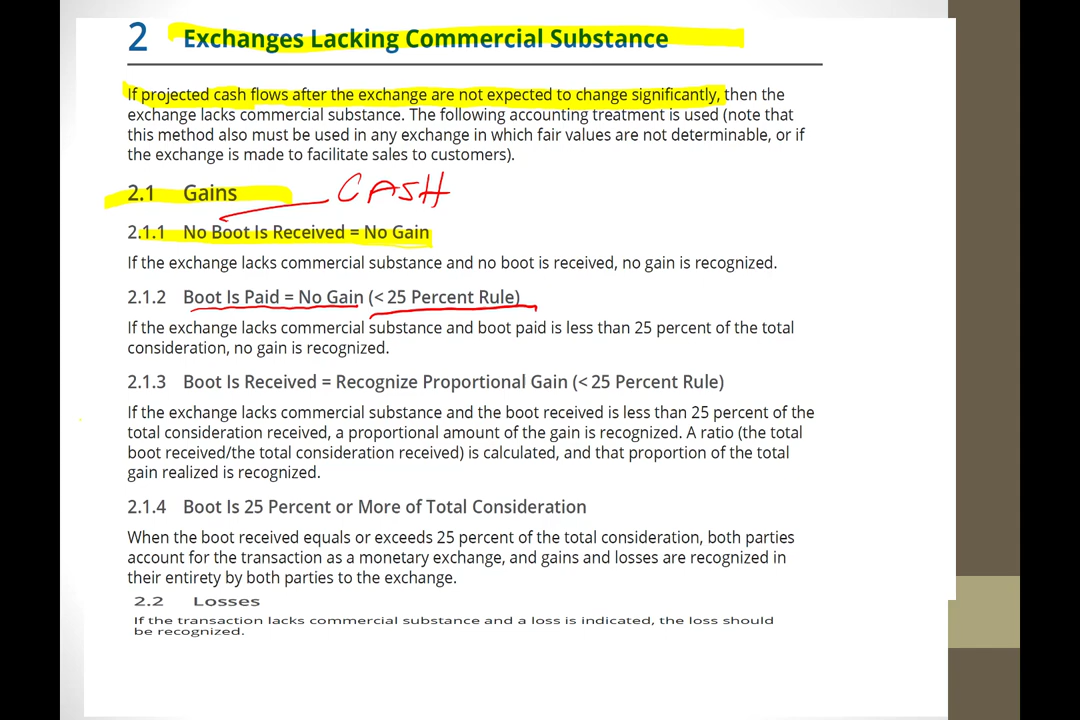 2 Exchanges Lacking Commercial Substance
If projected cash flows after the exchange are not expected to change significantly, then the
exchange lacks commercial substance. The following accounting treatment is used (note that
this method also must be used in any exchange in which fair values are not determinable, or if
the exchange is made to facilitate sales to customers).
2.1 Gains
CASH
2.1.1 No Boot Is Received = No Gain
If the exchange lacks commercial substance and no boot is received, no gain is recognized.
2.1.2 Boot Is Paid = No Gain (< 25 Percent Rule)
If the exchange lacks commercial substance and boot paid is less than 25 percent of the total
consideration, no gain is recognized.
2.1.3 Boot Is Received = Recognize Proportional Gain (< 25 Percent Rule)
If the exchange lacks commercial substance and the boot received is less than 25 percent of the
total consideration received, a proportional amount of the gain is recognized. A ratio (the total
boot received/the total consideration received) is calculated, and that proportion of the total
gain realized is recognized.
2.1.4 Boot Is 25 Percent or More of Total Consideration
When the boot received equals or exceeds 25 percent of the total consideration, both parties
account for the transaction as a monetary exchange, and gains and losses are recognized in
their entirety by both parties to the exchange.
2.2 Losses
If the transaction lacks commercial substance and a loss is indicated, the loss should
be recognized.